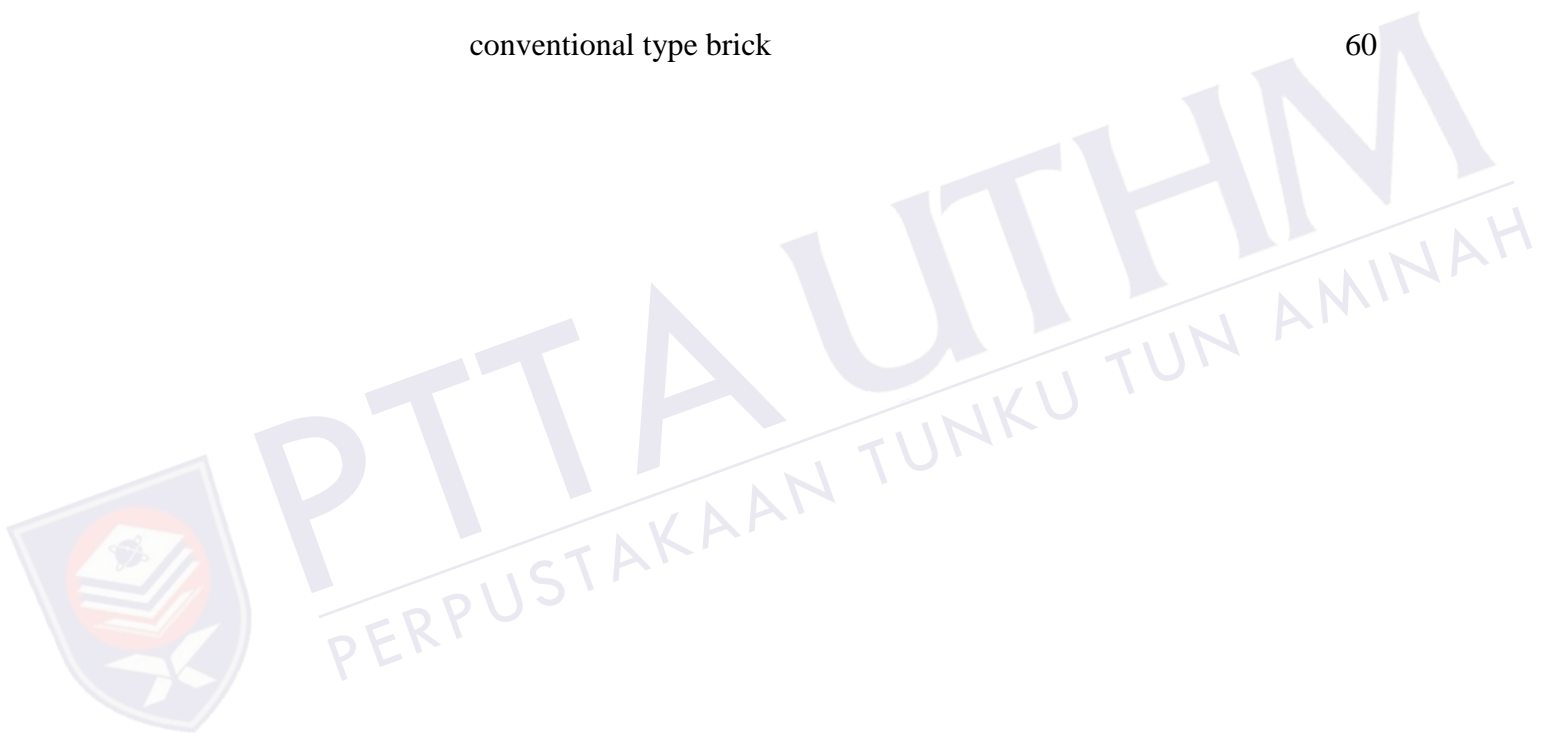 conventional type brick 60
PTTA UTHM
PERPUSTAKAAN TUNKU TUN AMINAH